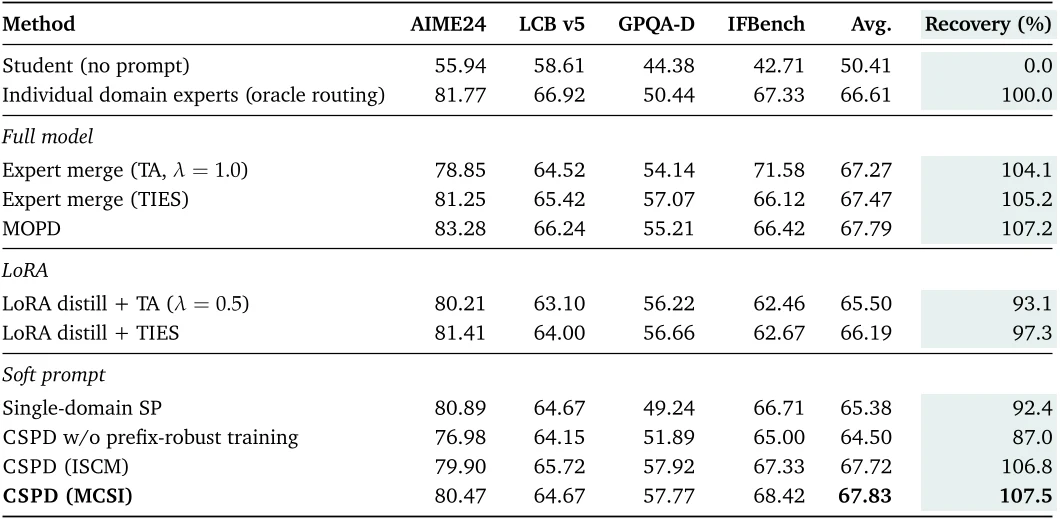 Method AIME24 LCB v5 GPQA-D IFBench Avg. Recovery (%)
Student (no prompt) 55.94 58.61 44.38 42.71 50.41 0.0
Individual domain experts (oracle routing) 81.77 66.92 50.44 67.33 66.61 100.0
Full model
Expert merge (TA, λ = 1.0) 78.85 64.52 54.14 71.58 67.27 104.1
Expert merge (TIES) 81.25 65.42 57.07 66.12 67.47 105.2
MOPD 83.28 66.24 55.21 66.42 67.79 107.2
LoRA
LoRA distill + TA (λ = 0.5) 80.21 63.10 56.22 62.46 65.50 93.1
LoRA distill + TIES 81.41 64.00 56.66 62.67 66.19 97.3
Soft prompt
Single-domain SP 80.89 64.67 49.24 66.71 65.38 92.4
CSPD w/o prefix-robust training 76.98 64.15 51.89 65.00 64.50 87.0
CSPD (ISCM) 79.90 65.72 57.92 67.33 67.72 106.8
CSPD (MCSI) 80.47 64.67 57.77 68.42 67.83 107.5